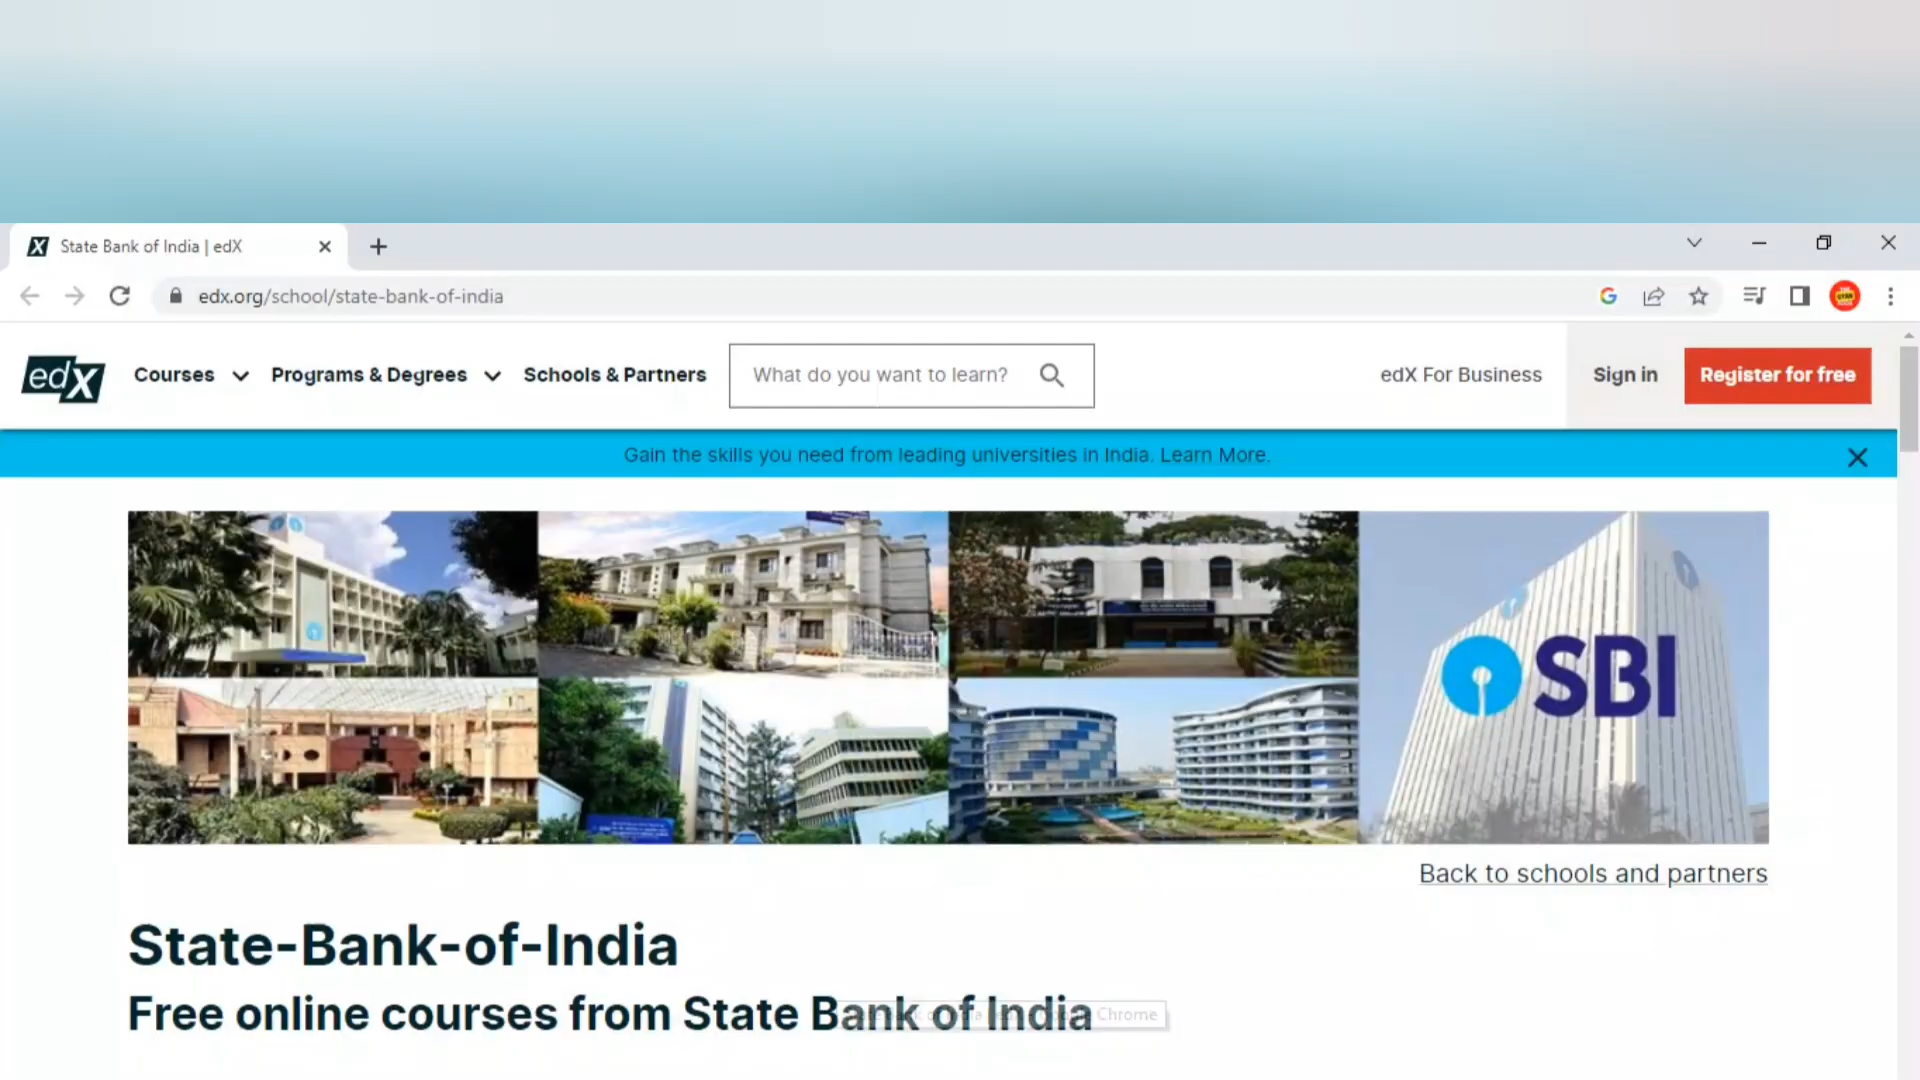 State Bank of India | edX
edx.org/school/state-bank-of-india
edX Courses Programs & Degrees Schools & Partners What do you want to learn? edX For Business Sign in Register for free
Gain the skills you need from leading universities in India. Learn More.
SBI
Back to schools and partners
State-Bank-of-India
Free online courses from State Bank of India
Chrome